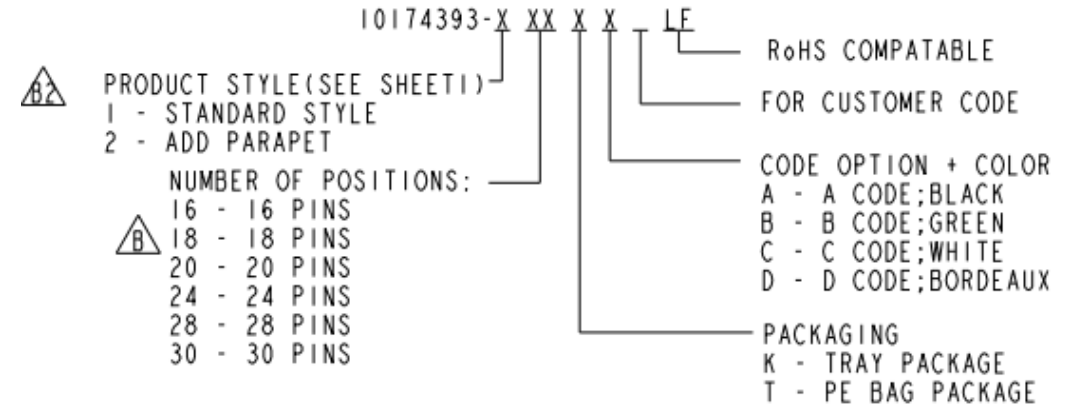 10174393-X XX X X _ LF
RoHS COMPATABLE
FOR CUSTOMER CODE
B2
PRODUCT STYLE(SEE SHEET1)
1 - STANDARD STYLE
2 - ADD PARAPET
NUMBER OF POSITIONS:
16 - 16 PINS
B
18 - 18 PINS
20 - 20 PINS
24 - 24 PINS
28 - 28 PINS
30 - 30 PINS
CODE OPTION + COLOR
A - A CODE;BLACK
B - B CODE;GREEN
C - C CODE;WHITE
D - D CODE;BORDEAUX
PACKAGING
K - TRAY PACKAGE
T - PE BAG PACKAGE